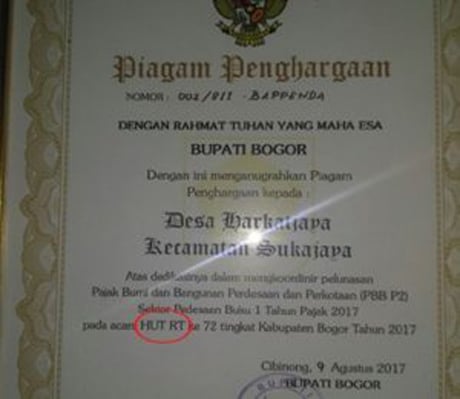 Piagam Penghargaan
NOMOR : 002/811 - BAPPENDA
DENGAN RAHMAT TUHAN YANG MAHA ESA
BUPATI BOGOR
Dengan ini menganugrahkan Piagam
Penghargaan kepada :
Desa Harkatjaya
Kecamatan Sukajaya
Atas dedikasinya dalam mengkoordinir pelunasan
Pajak Bumi dan Bangunan Perdesaan dan Perkotaan (PBB P2)
Sektor Pedesaan Buku 1 Tahun Pajak 2017
pada acara HUT RT ke 72 tingkat Kabupaten Bogor Tahun 2017
Cibinong, 9 Agustus 2017
BUPATI BOGOR